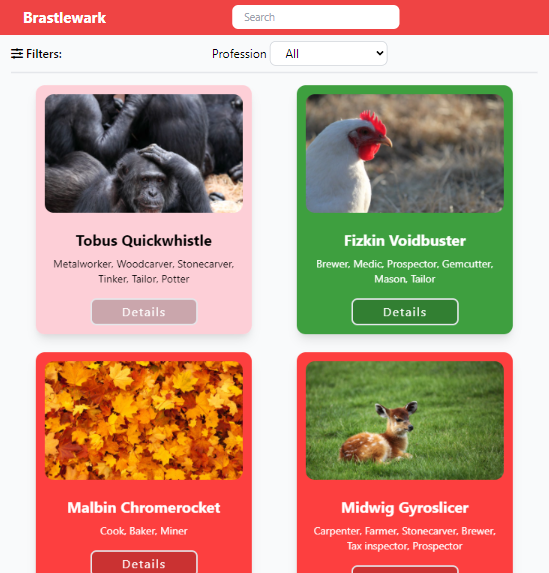 Brastlewark
Search
Filters:
Profession
All
Tobus Quickwhistle
Metalworker, Woodcarver, Stonecarver,
Tinker, Tailor, Potter
Details
Fizkin Voidbuster
Brewer, Medic, Prospector, Gemcutter,
Mason, Tailor
Details
Malbin Chromerocket
Cook, Baker, Miner
Details
Midwig Gyroslicer
Carpenter, Farmer, Stonecarver, Brewer,
Tax inspector, Prospector